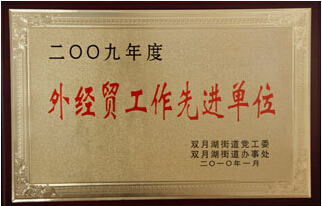 二〇〇九年度
外经贸工作先进单位
双月湖街道党工委
双月湖街道办事处
二〇一〇年一月